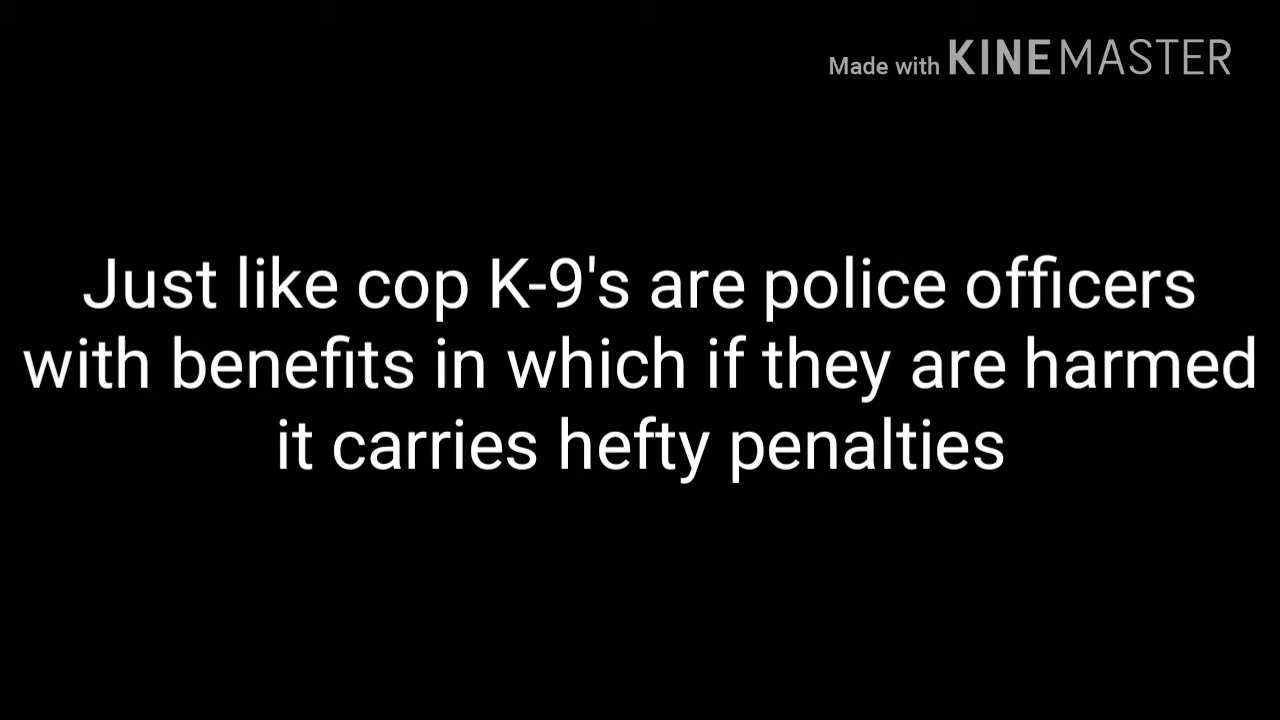 Made with KINEMASTER
Just like cop K-9's are police officers
with benefits in which if they are harmed
it carries hefty penalties